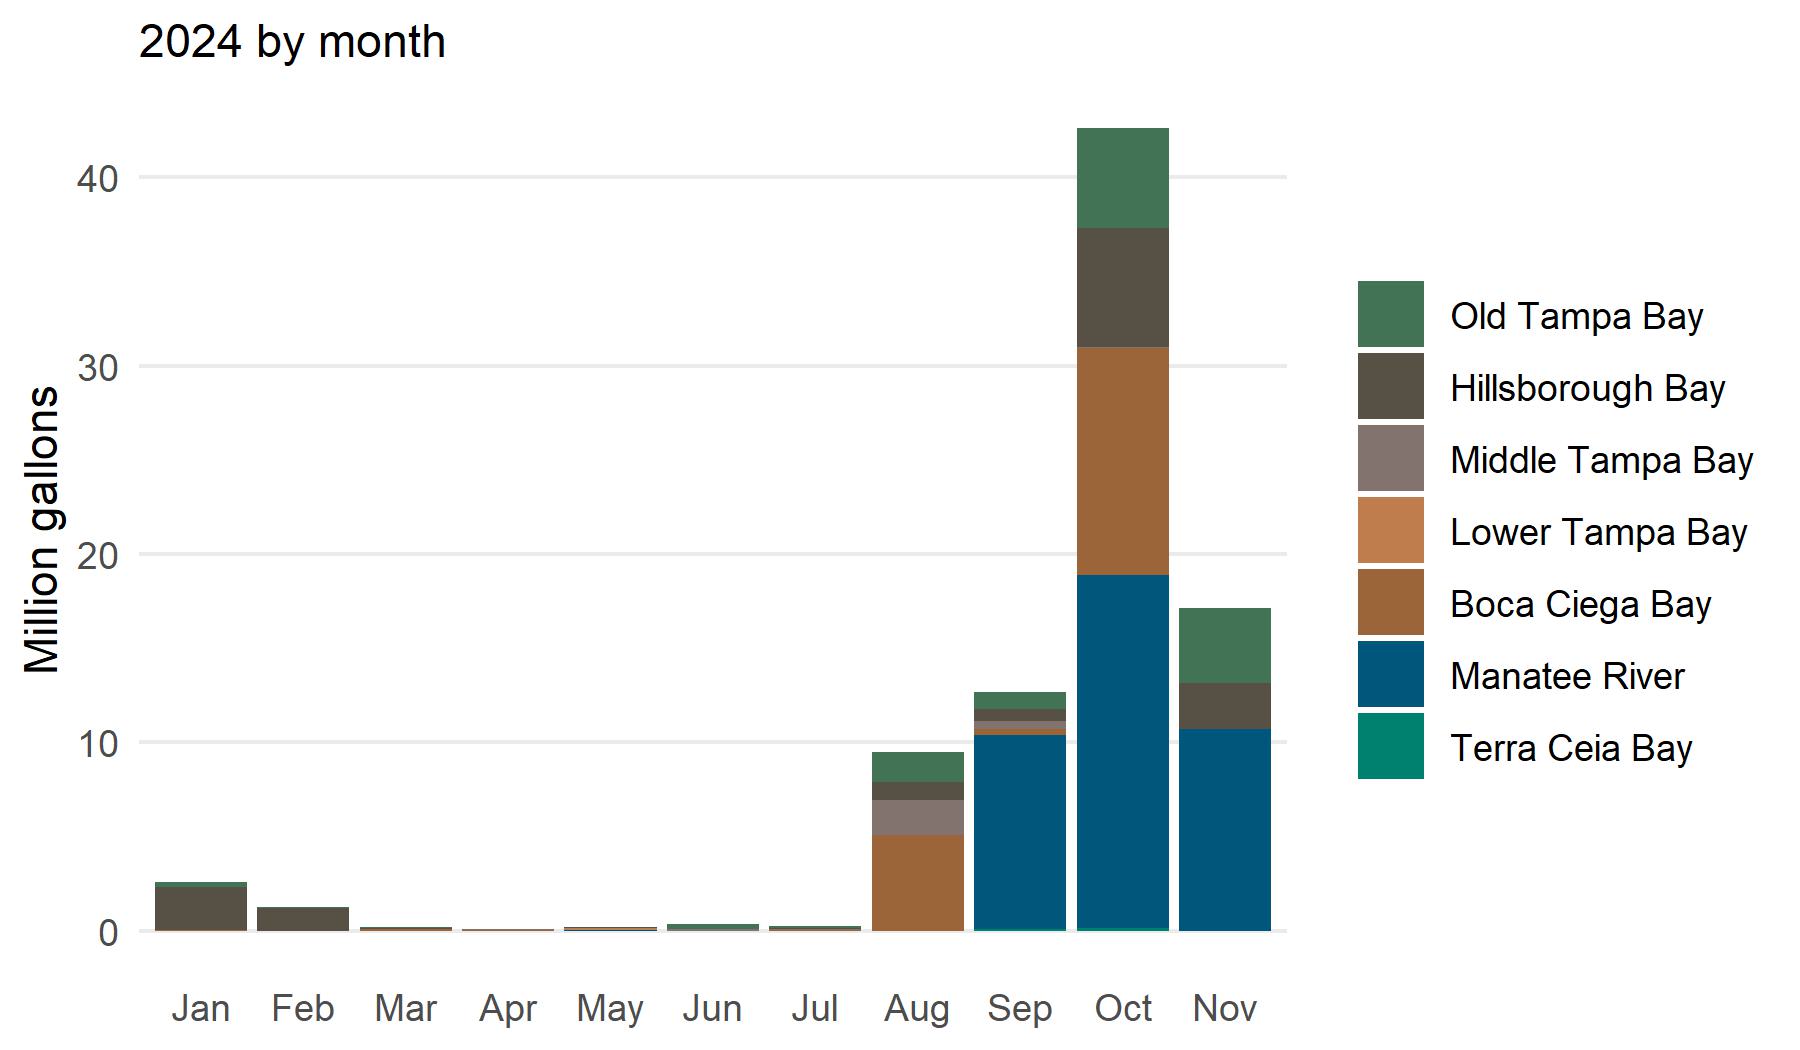 2024 by month
Million gallons
40
30
20
10
0
Jan Feb Mar Apr May Jun Jul Aug Sep Oct Nov
Old Tampa Bay
Hillsborough Bay
Middle Tampa Bay
Lower Tampa Bay
Boca Ciega Bay
Manatee River
Terra Ceia Bay